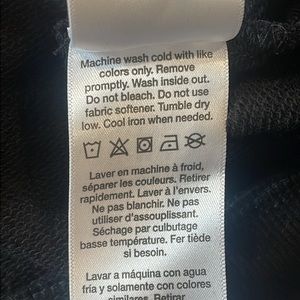 Machine wash cold with like
colors only. Remove
promptly. Wash inside out.
Do not bleach. Do not use
fabric softener. Tumble dry
low. Cool iron when needed.
Laver en machine à froid,
séparer les couleurs. Retirer
rapidement. Laver à l'envers.
Ne pas blanchir. Ne pas
utiliser d'assouplissant.
Séchage par culbutage
basse température. Fer tiède
si besoin.
Lavar a máquina con agua
fría y solamente con colores
similares. Retirar